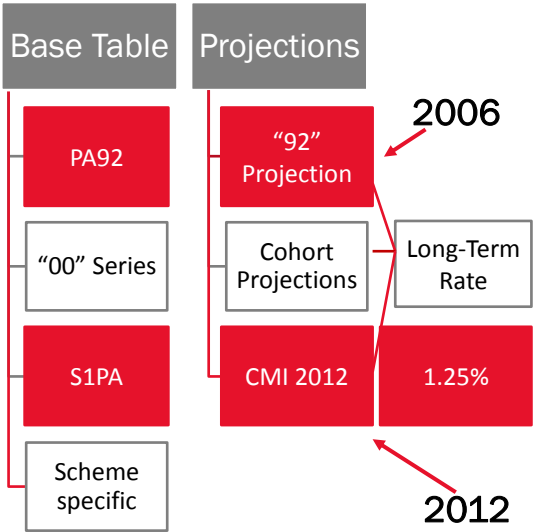 Base Table
Projections
2006
PA92
“92”
Projection
“00” Series
Cohort
Projections
Long-Term
Rate
S1PA
CMI 2012
1.25%
Scheme
specific
2012